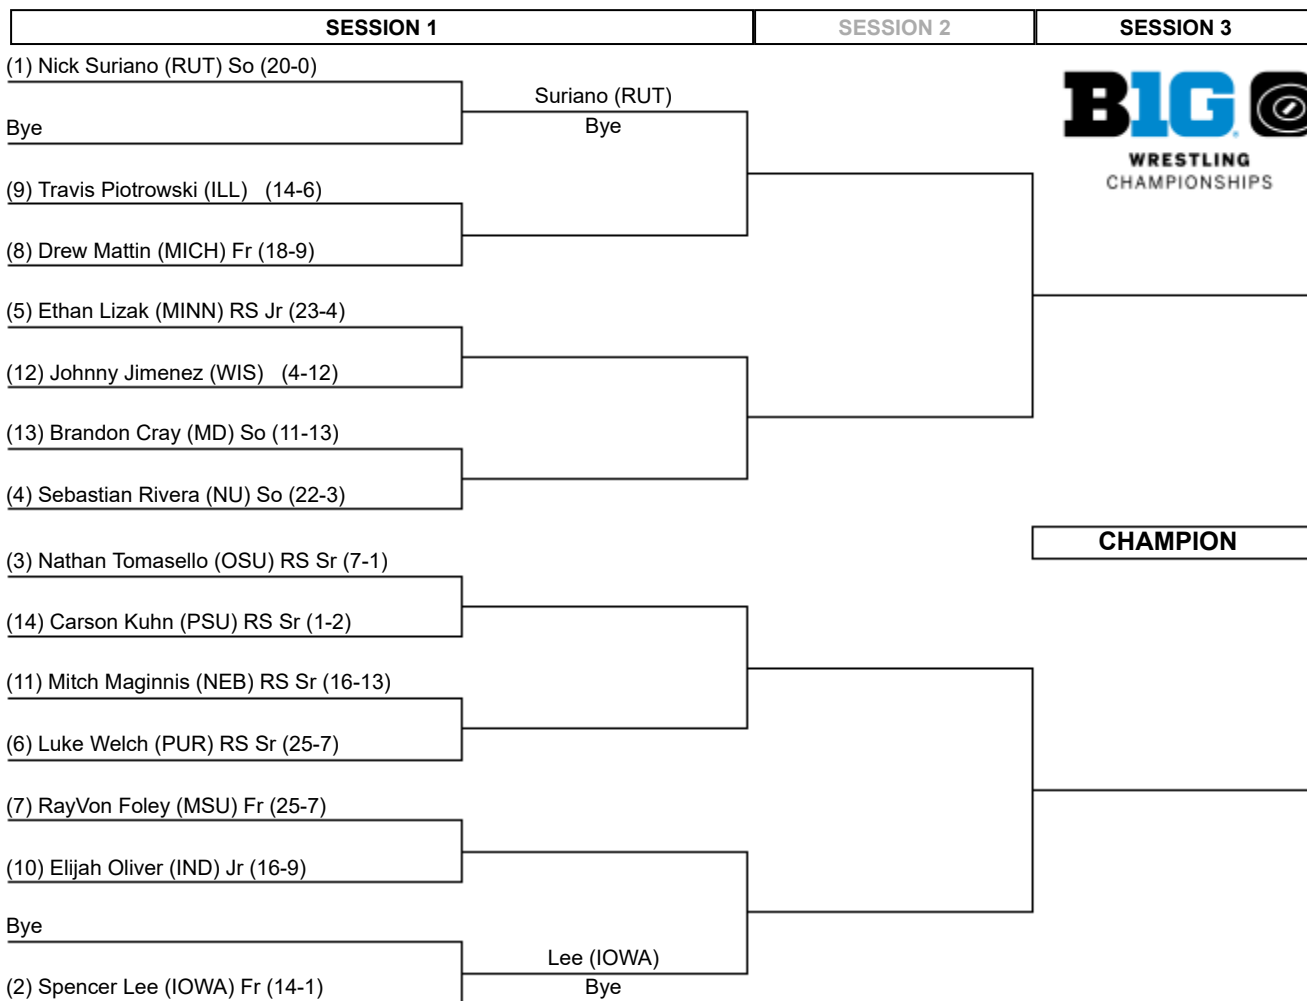 SESSION 1
SESSION 2
SESSION 3
(1) Nick Suriano (RUT) So (20-0)
Suriano (RUT)
Bye
Bye
B1G
WRESTLING
CHAMPIONSHIPS
(9) Travis Piotrowski (ILL) (14-6)
(8) Drew Mattin (MICH) Fr (18-9)
(5) Ethan Lizak (MINN) RS Jr (23-4)
(12) Johnny Jimenez (WIS) (4-12)
(13) Brandon Cray (MD) So (11-13)
(4) Sebastian Rivera (NU) So (22-3)
CHAMPION
(3) Nathan Tomasello (OSU) RS Sr (7-1)
(14) Carson Kuhn (PSU) RS Sr (1-2)
(11) Mitch Maginnis (NEB) RS Sr (16-13)
(6) Luke Welch (PUR) RS Sr (25-7)
(7) RayVon Foley (MSU) Fr (25-7)
(10) Elijah Oliver (IND) Jr (16-9)
Bye
Lee (IOWA)
(2) Spencer Lee (IOWA) Fr (14-1)
Bye